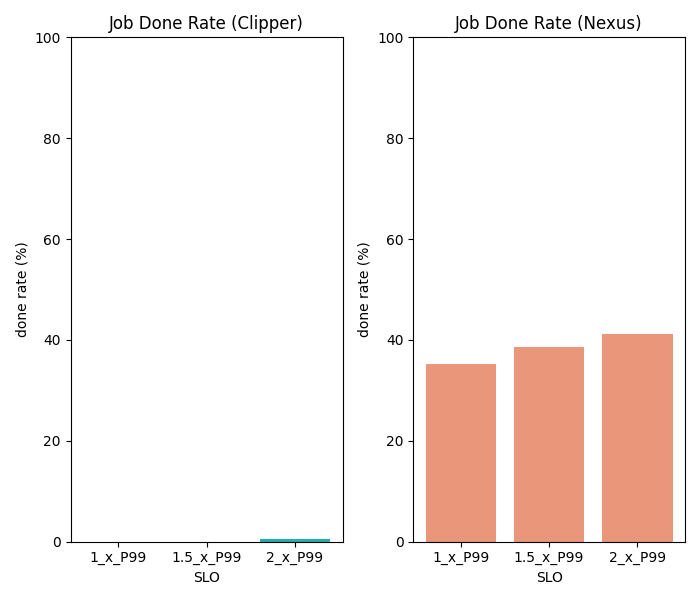 Job Done Rate (Clipper)
100
80
60
40
20
0
done rate (%)
1_x_P99 1.5_x_P99 2_x_P99
SLO
Job Done Rate (Nexus)
100
80
60
40
20
0
done rate (%)
1_x_P99 1.5_x_P99 2_x_P99
SLO